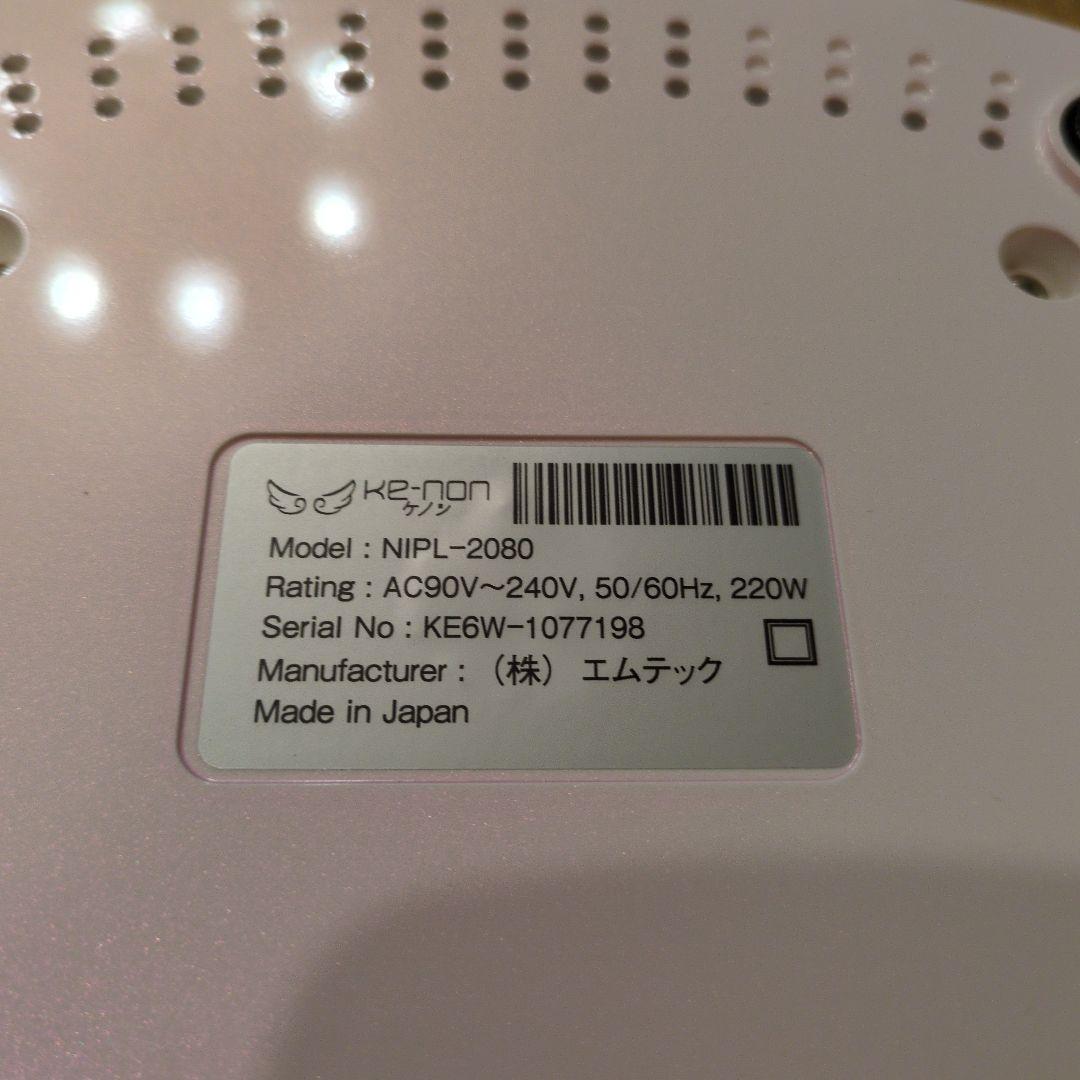 ke-non
ケノン
Model : NIPL-2080
Rating : AC90V～240V, 50/60Hz, 220W
Serial No : KE6W-1077198
Manufacturer : （株） エムテック
Made in Japan